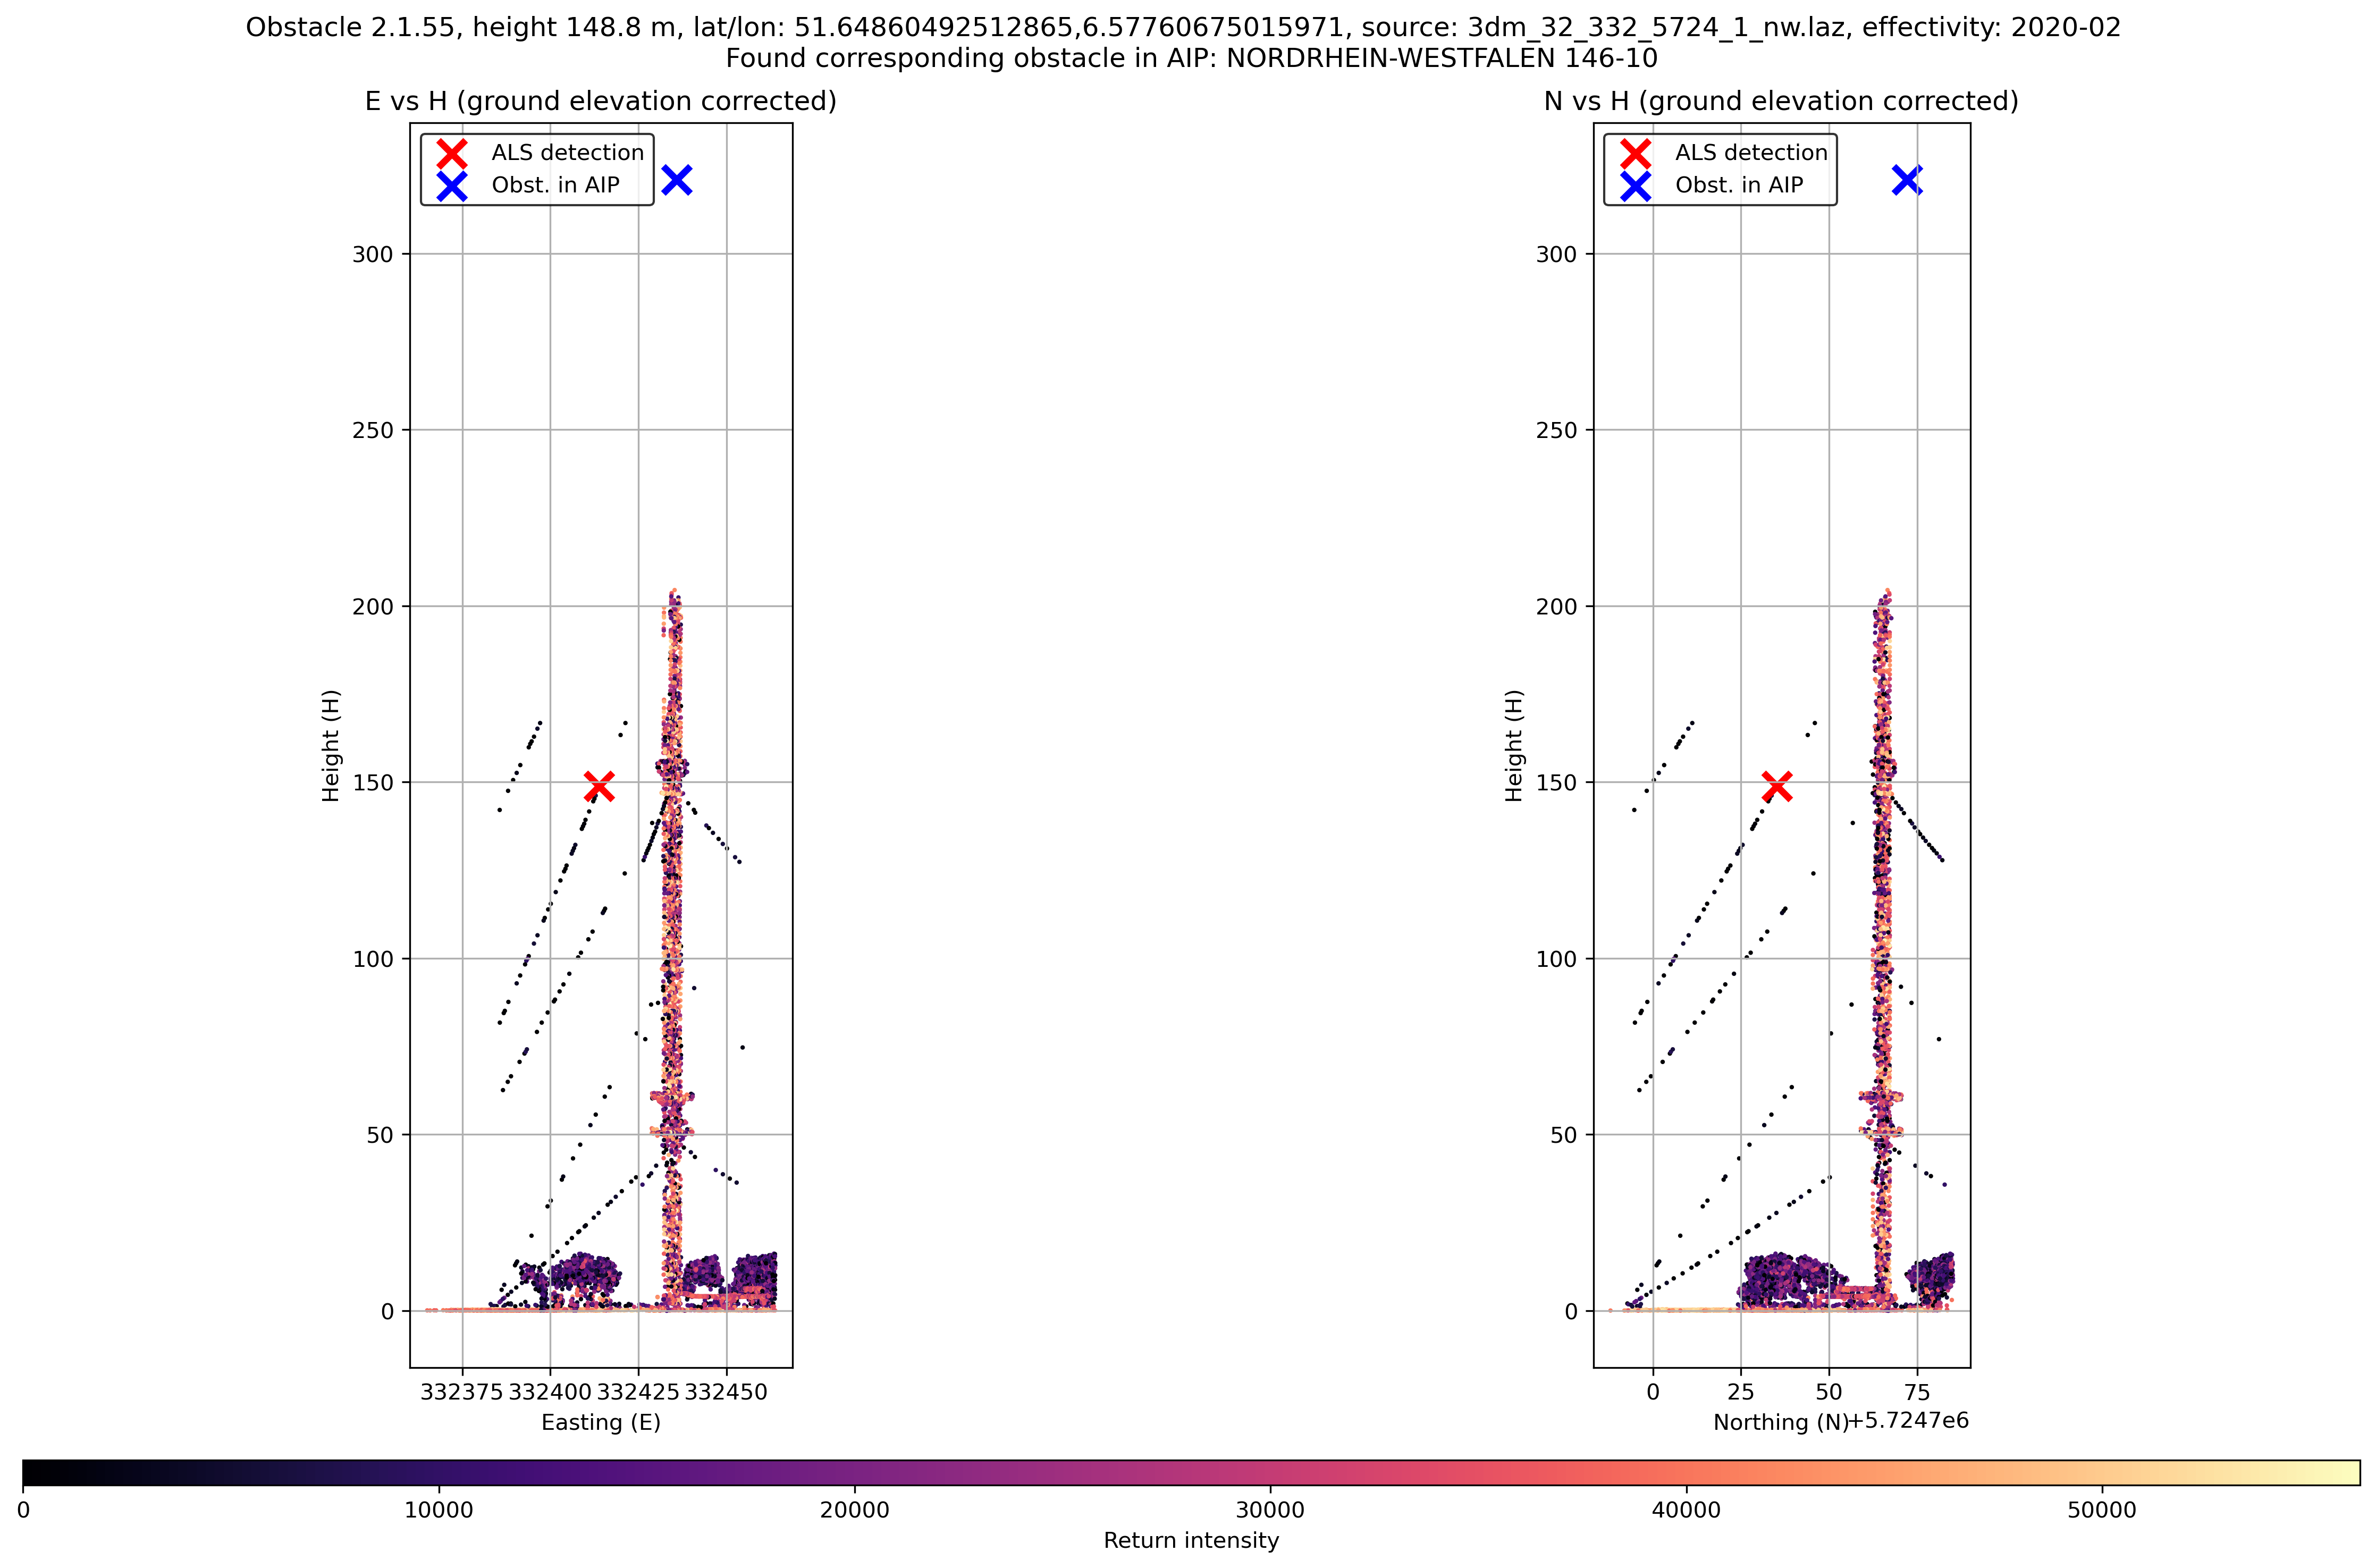 Obstacle 2.1.55, height 148.8 m, lat/lon: 51.64860492512865,6.57760675015971, source: 3dm_32_332_5724_1_nw.laz, effectivity: 2020-02
Found corresponding obstacle in AIP: NORDRHEIN-WESTFALEN 146-10
E vs H (ground elevation corrected)
ALS detection
Obst. in AIP
300
250
200
150
100
50
0
Height (H)
332375 332400 332425 332450
Easting (E)
N vs H (ground elevation corrected)
ALS detection
Obst. in AIP
300
250
200
150
100
50
0
Height (H)
0 25 50 75
Northing (N) +5.7247e6
0 10000 20000 30000 40000 50000
Return intensity